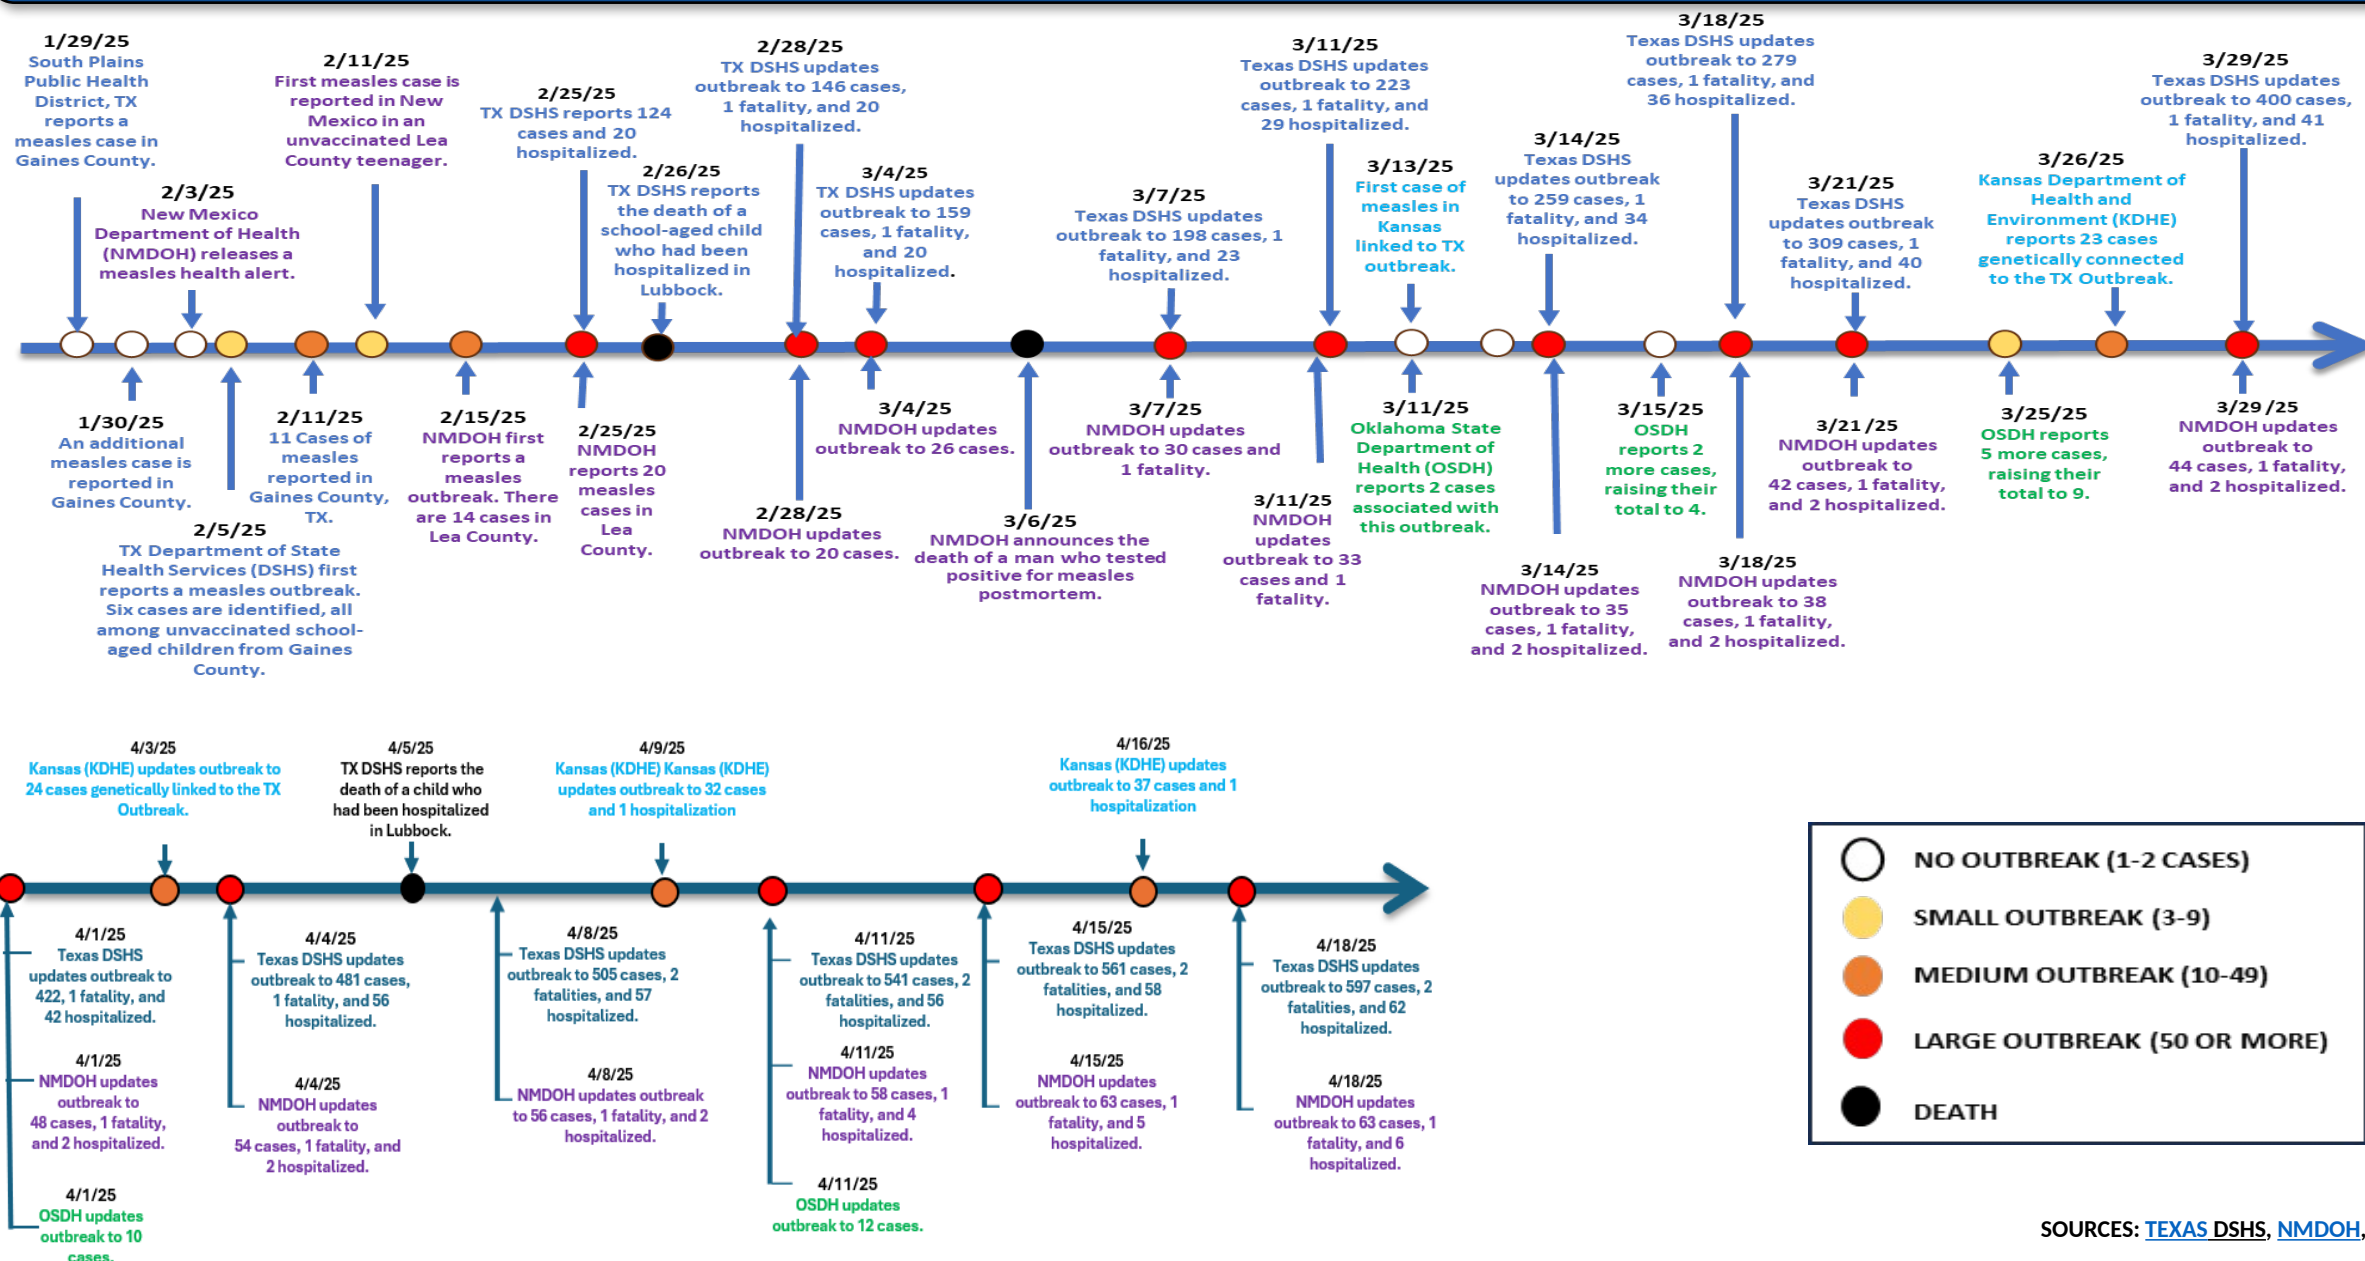 1/29/25
South Plains
Public Health
District, TX
reports a
measles case in
Gaines County.
2/3/25
New Mexico
Department of Health
(NMDOH) releases a
measles health alert.
2/11/25
First measles case is
reported in New
Mexico in an
unvaccinated Lea
County teenager.
2/25/25
TX DSHS reports 124
cases and 20
hospitalized.
2/26/25
TX DSHS reports
the death of a
school-aged child
who had been
hospitalized in
Lubbock.
2/28/25
TX DSHS updates
outbreak to 146 cases,
1 fatality, and 20
hospitalized.
3/4/25
TX DSHS updates
outbreak to 159
cases, 1 fatality,
and 20
hospitalized.
3/7/25
Texas DSHS updates
outbreak to 198 cases, 1
fatality, and 23
hospitalized.
3/11/25
Texas DSHS updates
outbreak to 223
cases, 1 fatality, and
29 hospitalized.
3/13/25
First case of
measles in
Kansas
linked to TX
outbreak.
3/14/25
Texas DSHS
updates outbreak
to 259 cases, 1
fatality, and 34
hospitalized.
3/18/25
Texas DSHS updates
outbreak to 279
cases, 1 fatality, and
36 hospitalized.
3/21/25
Texas DSHS
updates outbreak
to 309 cases, 1
fatality, and 40
hospitalized.
3/26/25
Kansas Department of
Health and
Environment (KDHE)
reports 23 cases
genetically connected
to the TX Outbreak.
3/29/25
Texas DSHS updates
outbreak to 400 cases,
1 fatality, and 41
hospitalized.
1/30/25
An additional
measles case is
reported in
Gaines County.
2/5/25
TX Department of State
Health Services (DSHS) first
reports a measles outbreak.
Six cases are identified, all
among unvaccinated school-
aged children from Gaines
County.
2/11/25
11 Cases of
measles
reported in
Gaines County,
TX.
2/15/25
NMDOH first
reports a
measles
outbreak. There
are 14 cases in
Lea County.
2/25/25
NMDOH
reports 20
measles
cases in
Lea
County.
2/28/25
NMDOH updates
outbreak to 20 cases.
3/4/25
NMDOH updates
outbreak to 26 cases.
3/6/25
NMDOH announces the
death of a man who tested
positive for measles
postmortem.
3/7/25
NMDOH updates
outbreak to 30 cases and
1 fatality.
3/11/25
NMDOH
updates
outbreak to 33
cases and 1
fatality.
3/11/25
Oklahoma State
Department of
Health (OSDH)
reports 2 cases
associated with
this outbreak.
3/14/25
NMDOH updates
outbreak to 35
cases, 1 fatality,
and 2 hospitalized.
3/15/25
OSDH
reports 2
more cases,
raising their
total to 4.
3/18/25
NMDOH updates
outbreak to 38
cases, 1 fatality,
and 2 hospitalized.
3/21/25
NMDOH updates
outbreak to
42 cases, 1 fatality,
and 2 hospitalized.
3/25/25
OSDH reports
5 more cases,
raising their
total to 9.
3/29/25
NMDOH updates
outbreak to
44 cases, 1 fatality,
and 2 hospitalized.
4/3/25
Kansas (KDHE) updates outbreak to
24 cases genetically linked to the TX
Outbreak.
4/5/25
TX DSHS reports the
death of a child who
had been hospitalized
in Lubbock.
4/9/25
Kansas (KDHE) Kansas (KDHE)
updates outbreak to 32 cases
and 1 hospitalization
4/16/25
Kansas (KDHE) updates
outbreak to 37 cases and 1
hospitalization
4/1/25
Texas DSHS
updates outbreak to
422, 1 fatality, and
42 hospitalized.
4/1/25
NMDOH updates
outbreak to
48 cases, 1 fatality,
and 2 hospitalized.
4/1/25
OSDH updates
outbreak to 10
cases.
4/4/25
Texas DSHS updates
outbreak to 481 cases,
1 fatality, and 56
hospitalized.
4/4/25
NMDOH updates
outbreak to
54 cases, 1 fatality, and
2 hospitalized.
4/8/25
Texas DSHS updates
outbreak to 505 cases, 2
fatalities, and 57
hospitalized.
4/8/25
NMDOH updates outbreak
to 56 cases, 1 fatality, and 2
hospitalized.
4/11/25
Texas DSHS updates
outbreak to 541 cases, 2
fatalities, and 56
hospitalized.
4/11/25
NMDOH updates
outbreak to 58 cases, 1
fatality, and 4
hospitalized.
4/11/25
OSDH updates
outbreak to 12 cases.
4/15/25
Texas DSHS updates
outbreak to 561 cases, 2
fatalities, and 58
hospitalized.
4/15/25
NMDOH updates
outbreak to 63 cases, 1
fatality, and 5
hospitalized.
4/18/25
Texas DSHS updates
outbreak to 597 cases, 2
fatalities, and 62
hospitalized.
4/18/25
NMDOH updates
outbreak to 63 cases, 1
fatality, and 6
hospitalized.
NO OUTBREAK (1-2 CASES)
SMALL OUTBREAK (3-9)
MEDIUM OUTBREAK (10-49)
LARGE OUTBREAK (50 OR MORE)
DEATH
SOURCES: TEXAS DSHS, NMDOH,